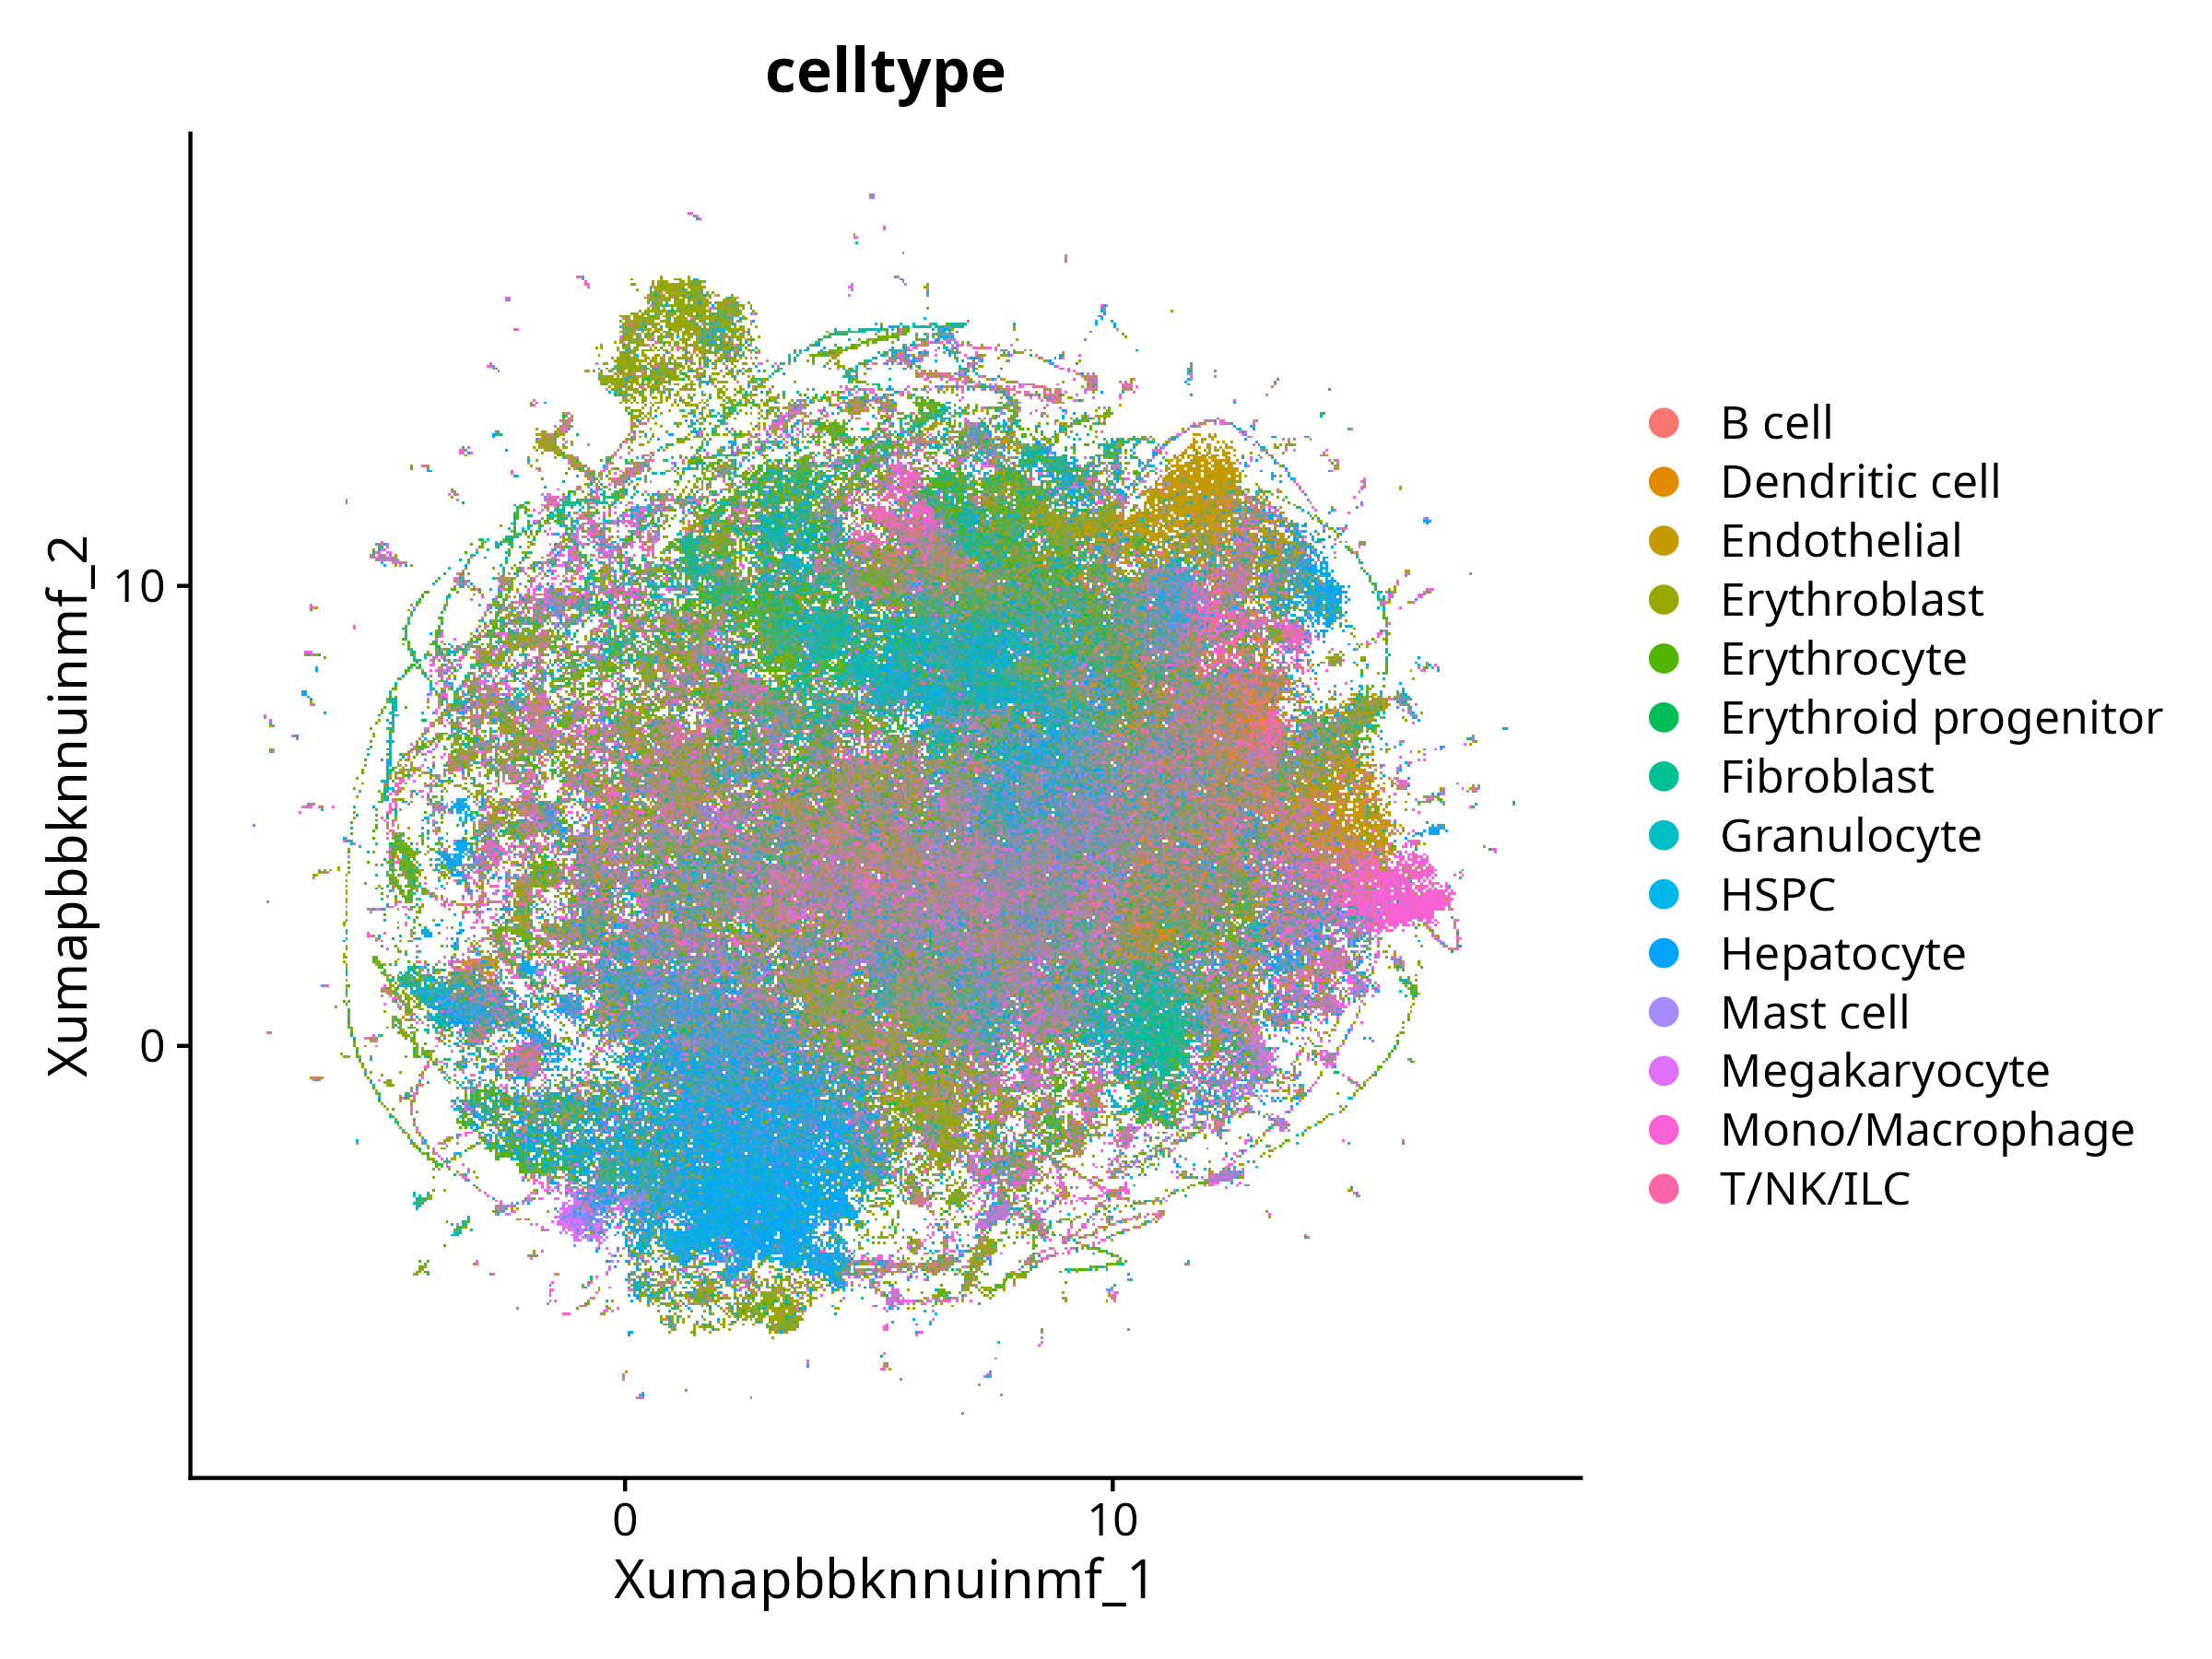 celltype
Xumapbbknnuinmf_2
10
0
0
10
Xumapbbknnuinmf_1
B cell
Dendritic cell
Endothelial
Erythroblast
Erythrocyte
Erythroid progenitor
Fibroblast
Granulocyte
HSPC
Hepatocyte
Mast cell
Megakaryocyte
Mono/Macrophage
T/NK/ILC